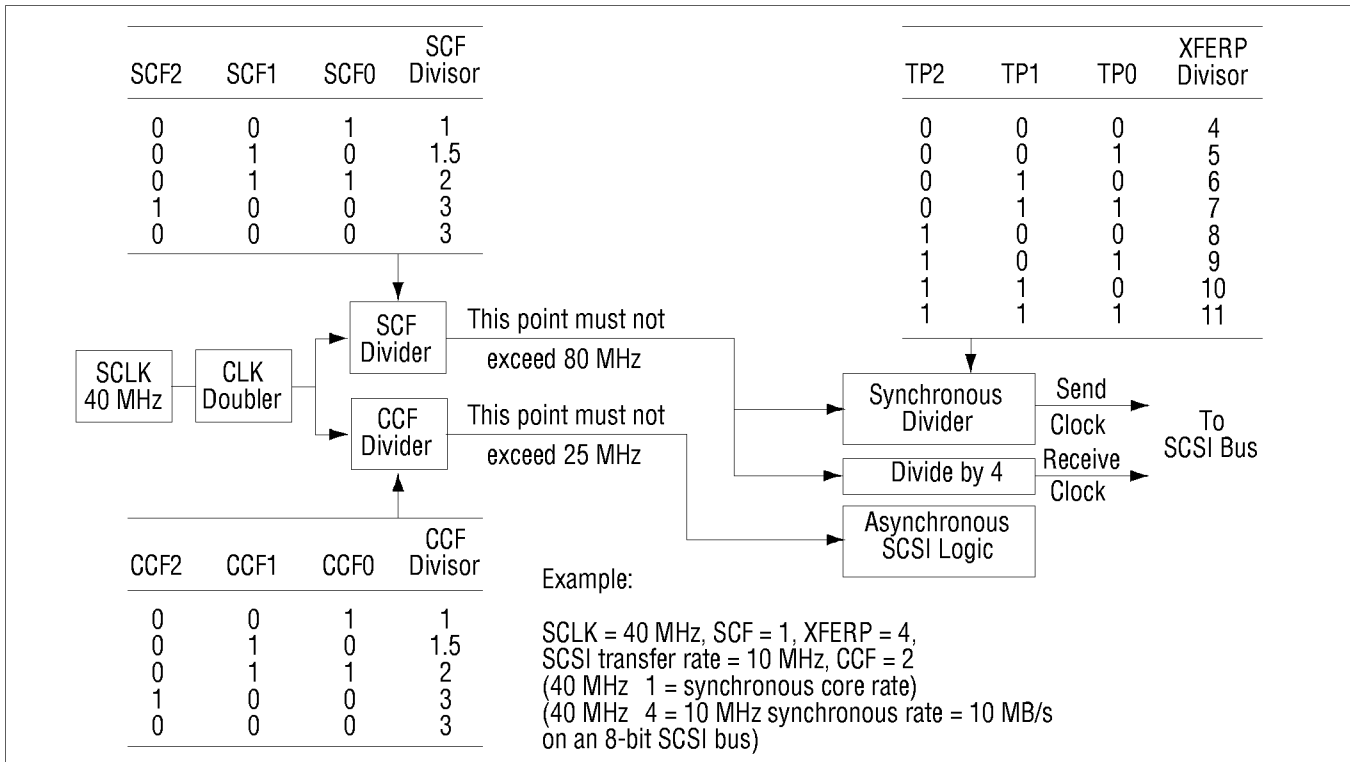 SCF2 SCF1 SCF0 SCF Divisor
0 0 1 1
0 1 0 1.5
0 1 1 2
1 0 0 3
0 0 0 3
TP2 TP1 TP0 XFERP Divisor
0 0 0 4
0 0 1 5
0 1 0 6
0 1 1 7
1 0 0 8
1 0 1 9
1 1 0 10
1 1 1 11
SCLK
40 MHz
CLK
Doubler
SCF
Divider
This point must not
exceed 80 MHz
CCF
Divider
This point must not
exceed 25 MHz
Synchronous
Divider
Send
Clock
Divide by 4
Receive
Clock
To
SCSI Bus
Asynchronous
SCSI Logic
CCF2 CCF1 CCF0 CCF Divisor
0 0 1 1
0 1 0 1.5
0 1 1 2
1 0 0 3
0 0 0 3
Example:
SCLK = 40 MHz, SCF = 1, XFERP = 4,
SCSI transfer rate = 10 MHz, CCF = 2
(40 MHz 1 = synchronous core rate)
(40 MHz 4 = 10 MHz synchronous rate = 10 MB/s
on an 8-bit SCSI bus)